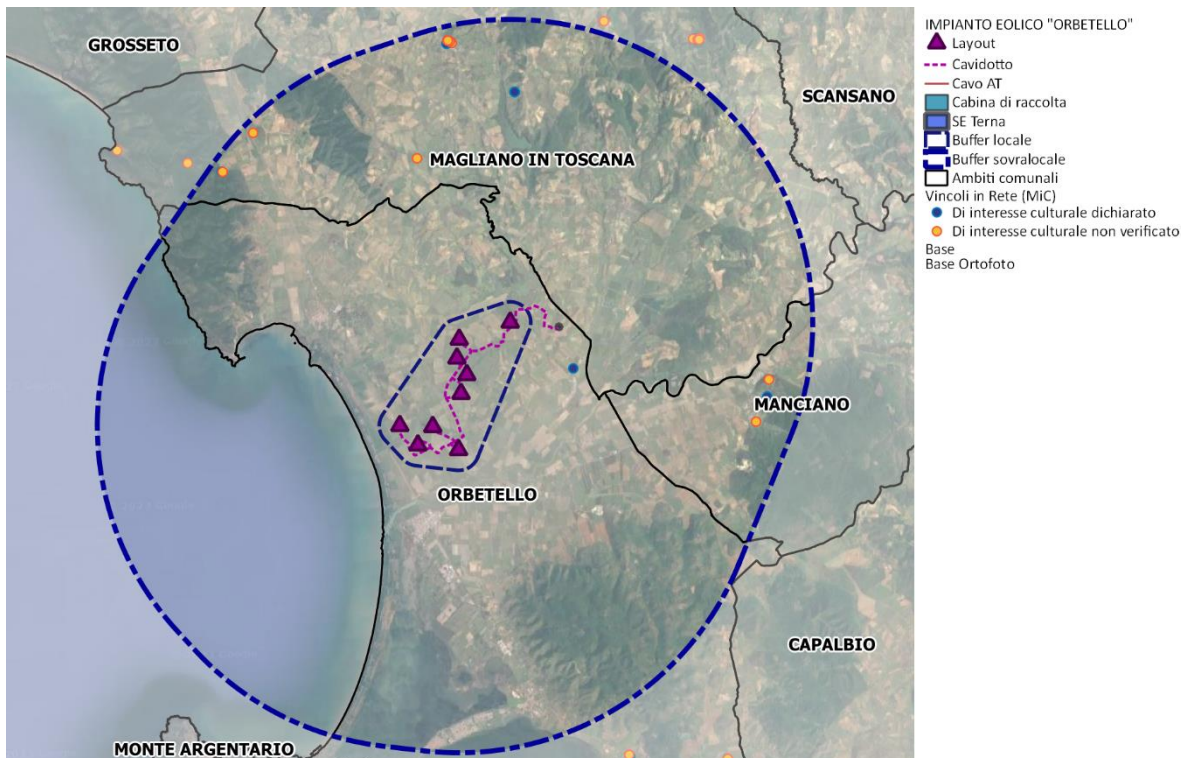 GROSSETO
SCANSANO
MAGLIANO IN TOSCANA
MANCIANO
ORBETELLO
CAPALBIO
MONTE ARGENTARIO
IMPIANTO EOLICO "ORBETELLO"
Layout
Cavidotto
Cavo AT
Cabina di raccolta
SE Terna
Buffer locale
Buffer sovralocale
Ambiti comunali
Vincoli in Rete (MiC)
Di interesse culturale dichiarato
Di interesse culturale non verificato
Base
Base Ortofoto